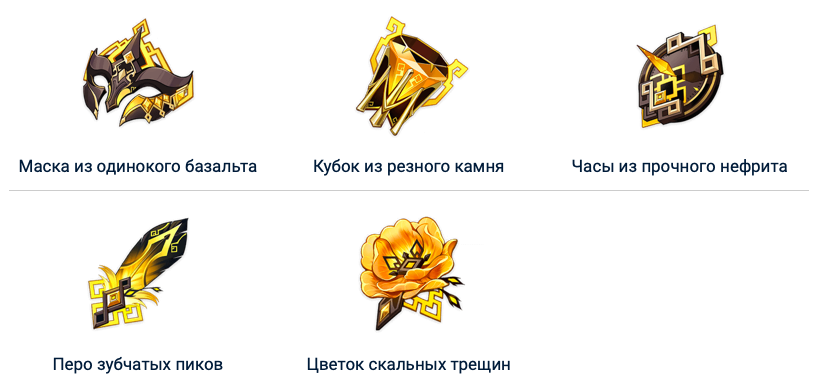 Маска из одинокого базальта
Кубок из резного камня
Часы из прочного нефрита
Перо зубчатых пиков
Цветок скальных трещин